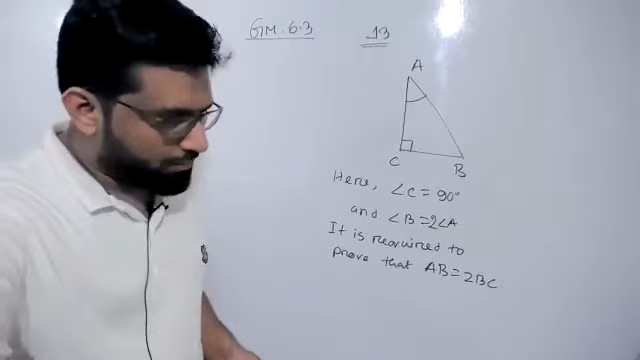 GM. 6.3
13
A
C
B
Here, ∠C = 90°
and ∠B = 2∠A
It is required to
prove that AB = 2BC